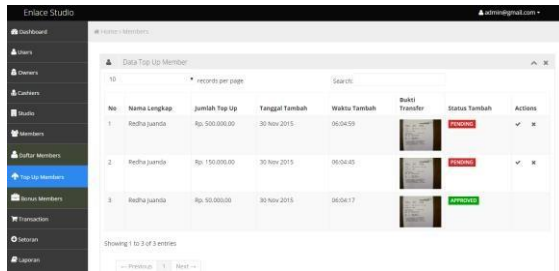 Enlace Studio
admin@gmail.com
Dashboard
Home / Members
Users
Owners
Cashiers
Studio
Members
Daftar Members
Top Up Members
Bonus Members
Transaction
Setoran
Laporan
Data Top Up Member
10 records per page Search:
No Nama Lengkap Jumlah Top Up Tanggal Tambah Waktu Tambah Bukti Transfer Status Tambah Actions
1 Redha Juanda Rp. 500.000,00 30 Nov 2015 06:04:59 PENDING
2 Redha Juanda Rp. 150.000,00 30 Nov 2015 06:04:45 PENDING
3 Redha Juanda Rp. 50.000,00 30 Nov 2015 06:04:17 APPROVED
Showing 1 to 3 of 3 entries
← Previous 1 Next →